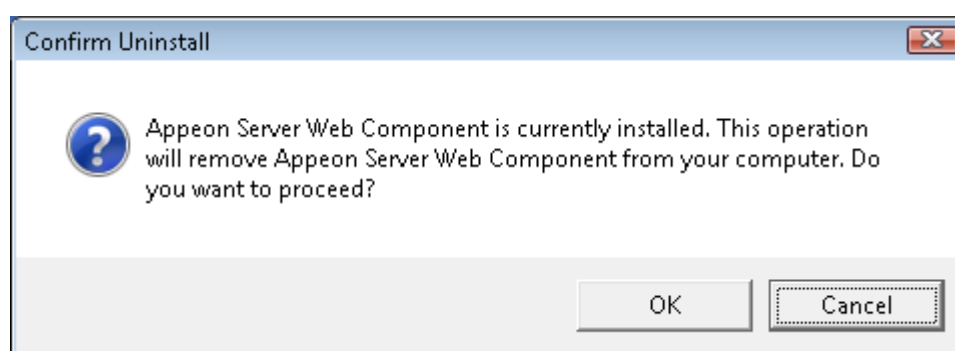 Confirm Uninstall
Appeon Server Web Component is currently installed. This operation
will remove Appeon Server Web Component from your computer. Do
you want to proceed?
OK
Cancel